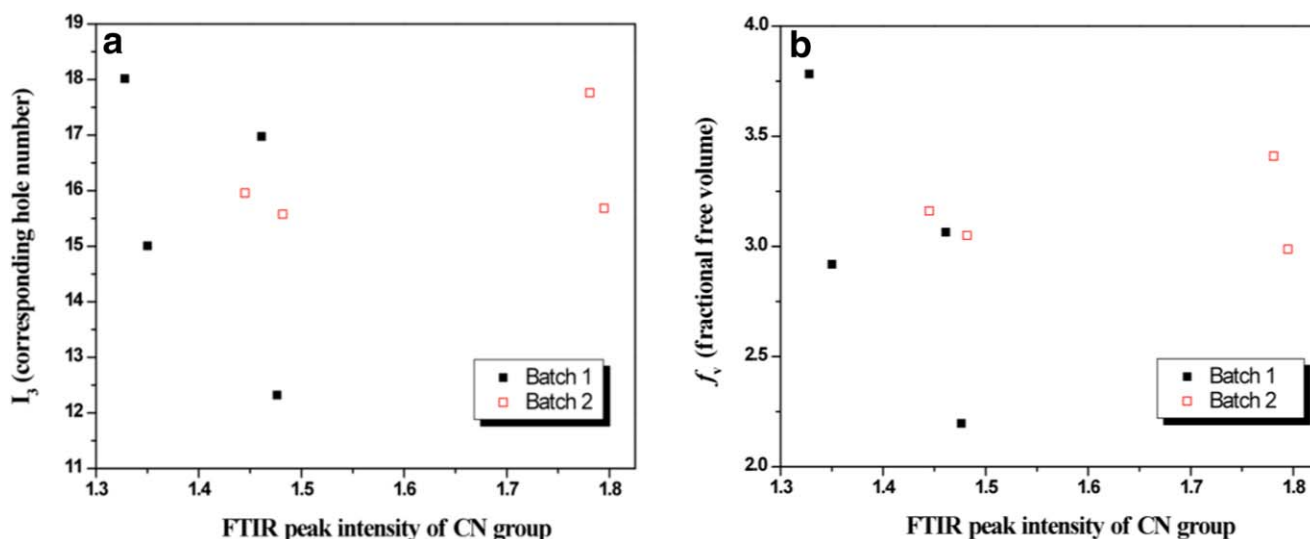 a
19
18
17
16
15
14
13
12
11
I3 (corresponding hole number)
1.3 1.4 1.5 1.6 1.7 1.8
FTIR peak intensity of CN group
Batch 1
Batch 2
b
4.0
3.5
3.0
2.5
2.0
fv (fractional free volume)
1.3 1.4 1.5 1.6 1.7 1.8
FTIR peak intensity of CN group
Batch 1
Batch 2